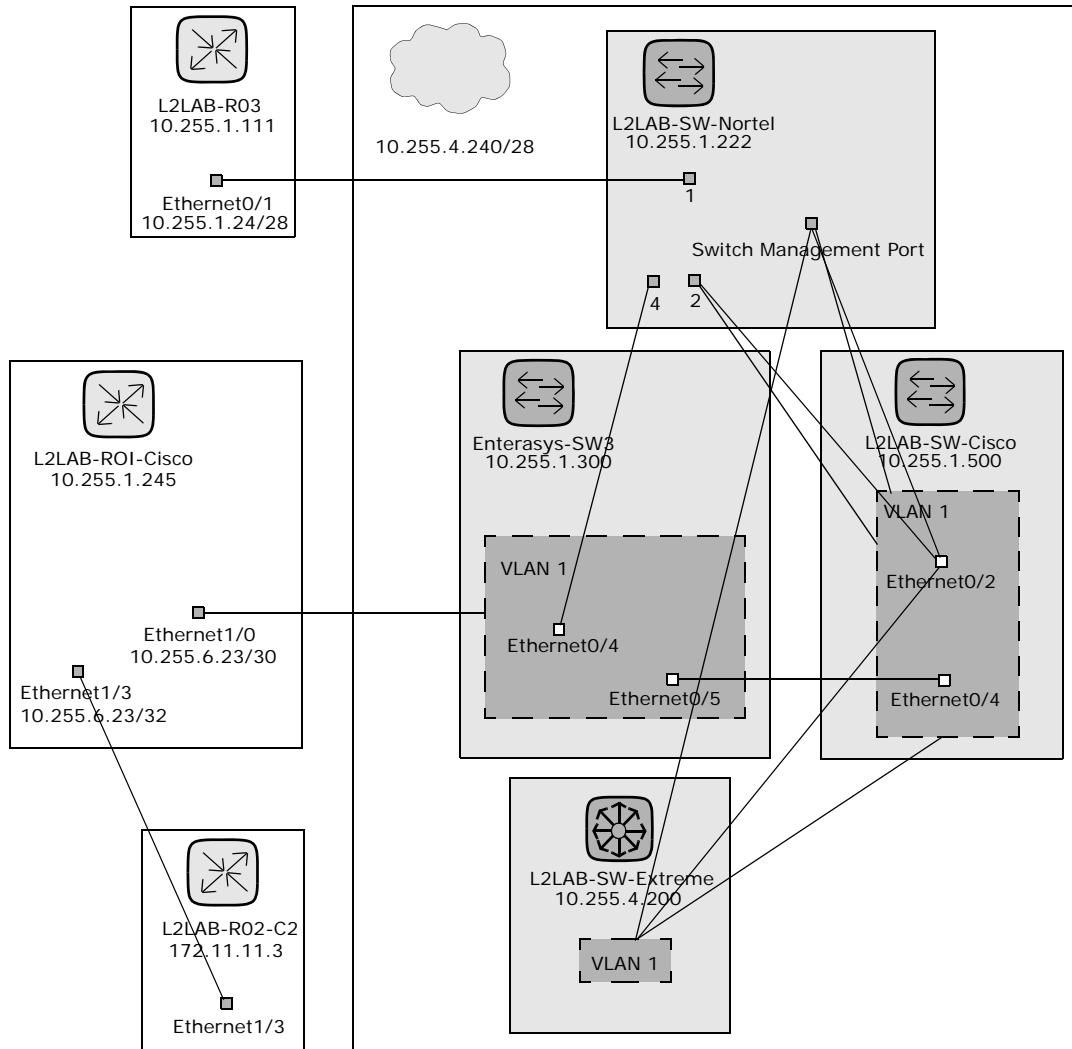 L2LAB-R03
10.255.1.111
Ethernet0/1
10.255.1.24/28
10.255.4.240/28
L2LAB-SW-Nortel
10.255.1.222
1
Switch Management Port
4
2
L2LAB-ROI-Cisco
10.255.1.245
Ethernet1/0
10.255.6.23/30
Ethernet1/3
10.255.6.23/32
Enterasys-SW3
10.255.1.300
VLAN 1
Ethernet0/4
Ethernet0/5
L2LAB-SW-Cisco
10.255.1.500
VLAN 1
Ethernet0/2
Ethernet0/4
L2LAB-R02-C2
172.11.11.3
Ethernet1/3
L2LAB-SW-Extreme
10.255.4.200
VLAN 1